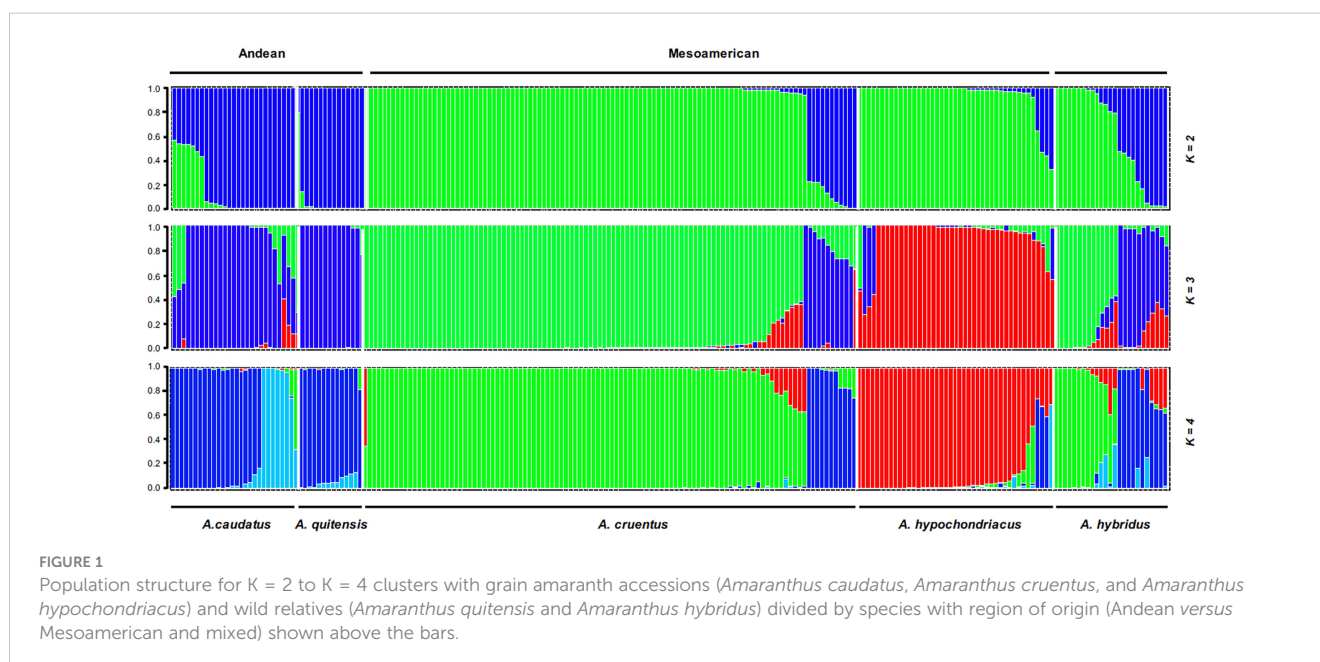 Andean Mesoamerican
1.0
0.8
0.6
0.4
0.2
0.0
K = 2
1.0
0.8
0.6
0.4
0.2
0.0
K = 3
1.0
0.8
0.6
0.4
0.2
0.0
K = 4
A.caudatus A. quitensis A. cruentus A. hypochondriacus A. hybridus
FIGURE 1
Population structure for K = 2 to K = 4 clusters with grain amaranth accessions (Amaranthus caudatus, Amaranthus cruentus, and Amaranthus
hypochondriacus) and wild relatives (Amaranthus quitensis and Amaranthus hybridus) divided by species with region of origin (Andean versus
Mesoamerican and mixed) shown above the bars.